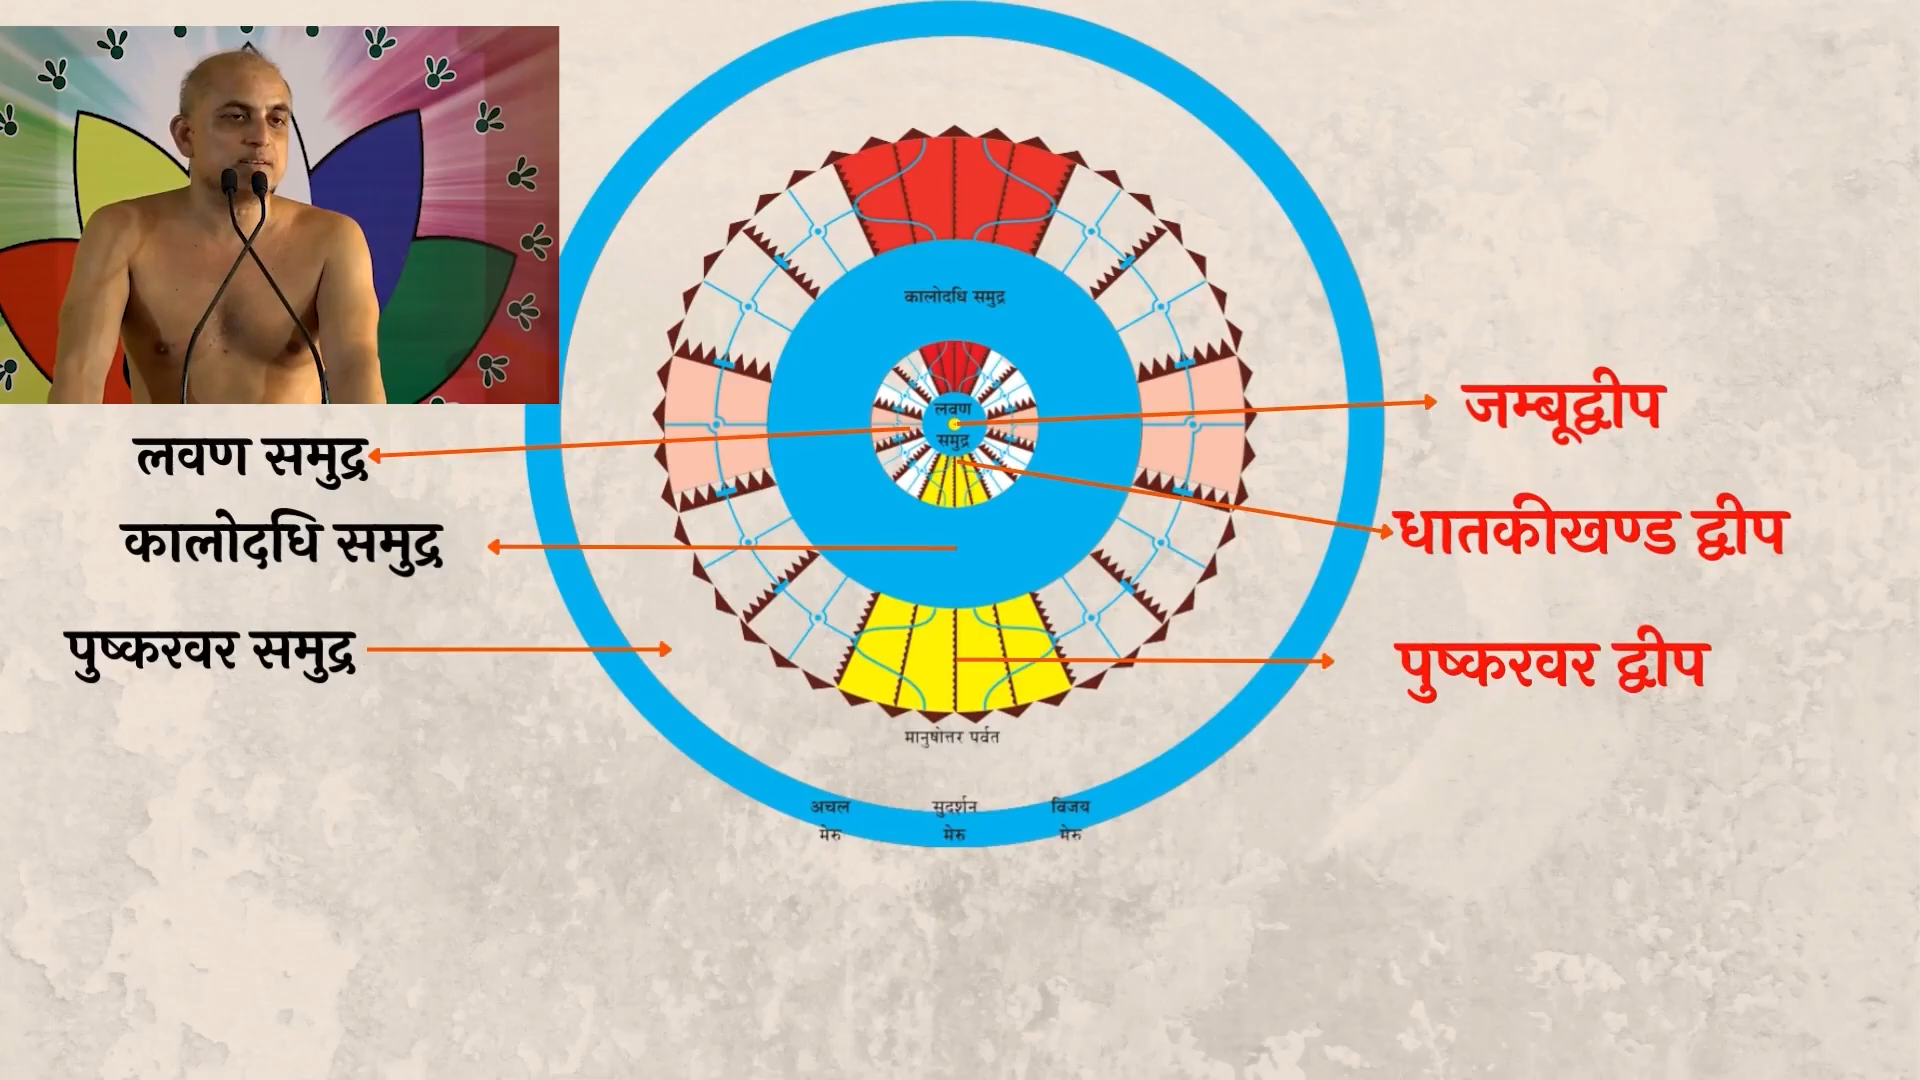 कालोदधि समुद्र
जम्बूद्वीप
लवण
समुद्र
लवण समुद्र
धातकीखण्ड द्वीप
कालोदधि समुद्र
पुष्करवर समुद्र
पुष्करवर द्वीप
मानुषोत्तर पर्वत
अचल सुदर्शन विजय
मेरु मेरु मेरु